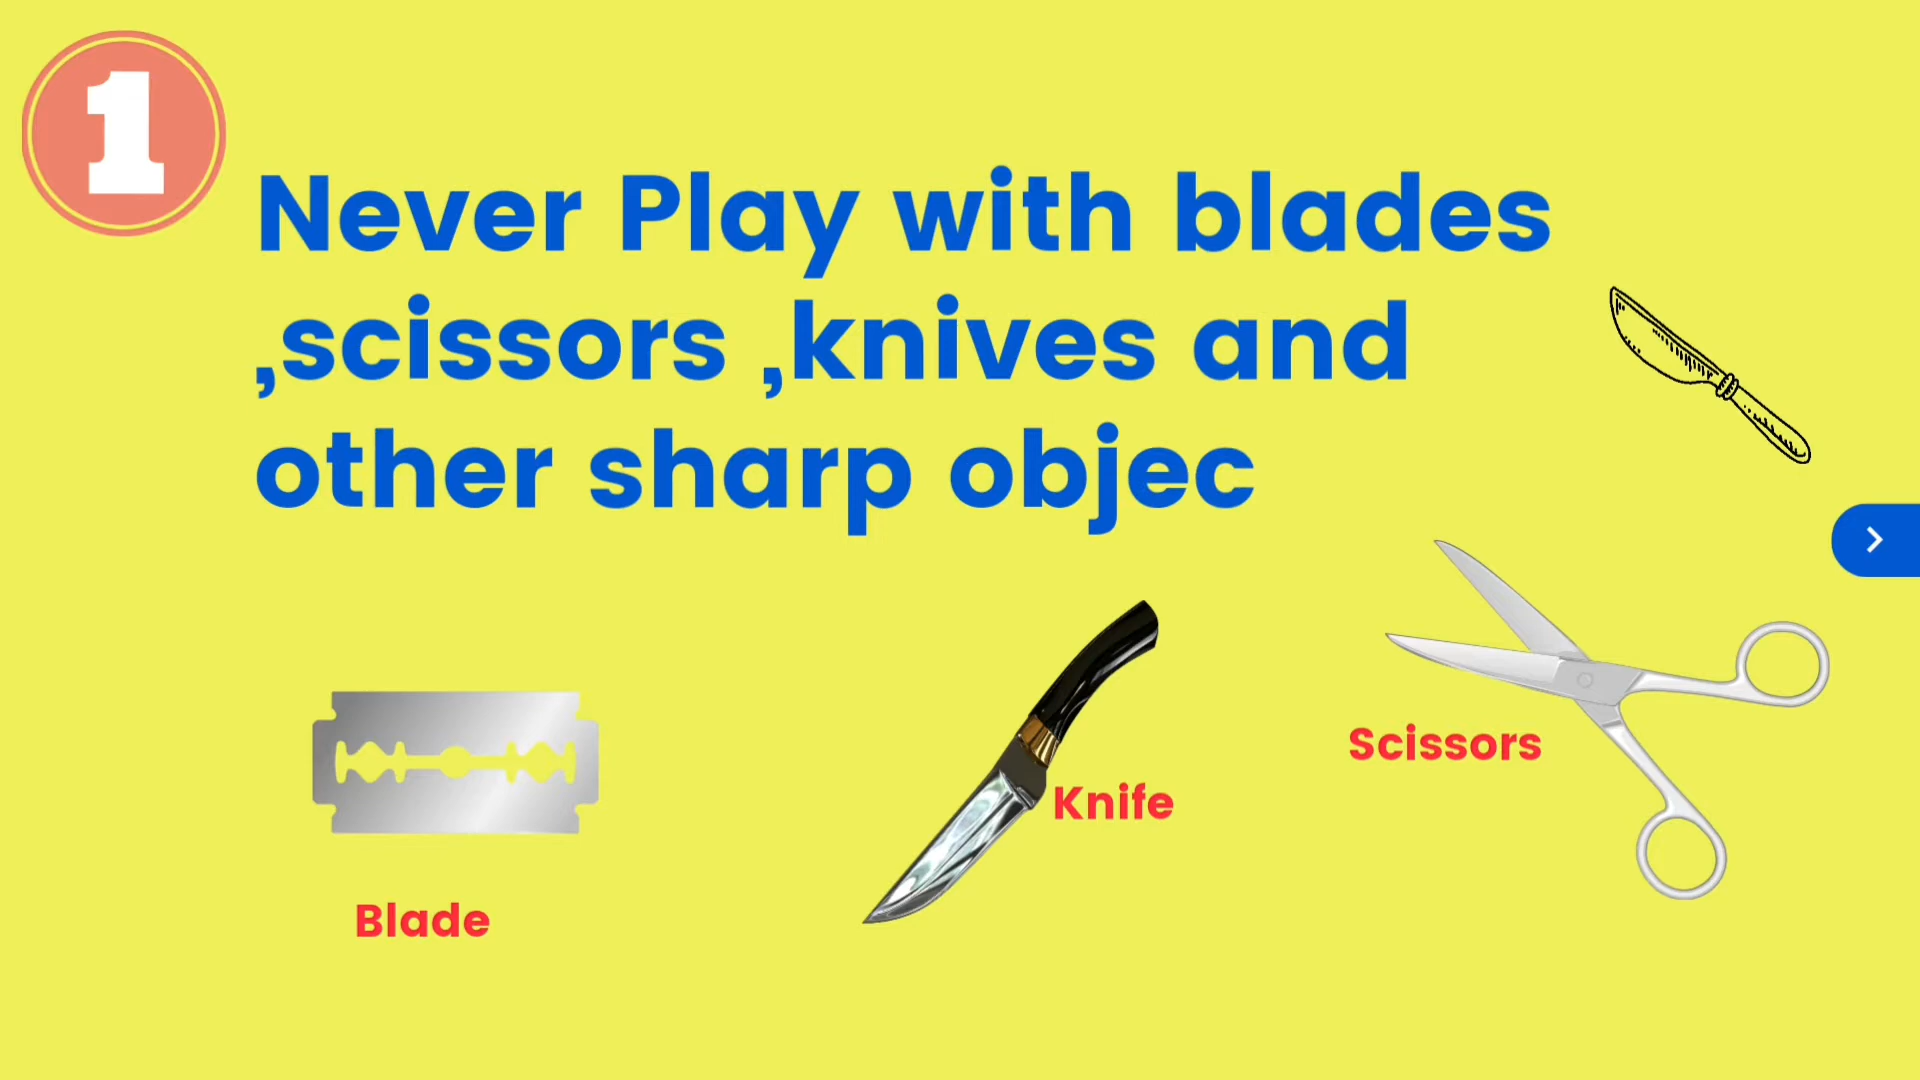 1
Never Play with blades
,scissors ,knives and
other sharp objec
Scissors
Knife
Blade